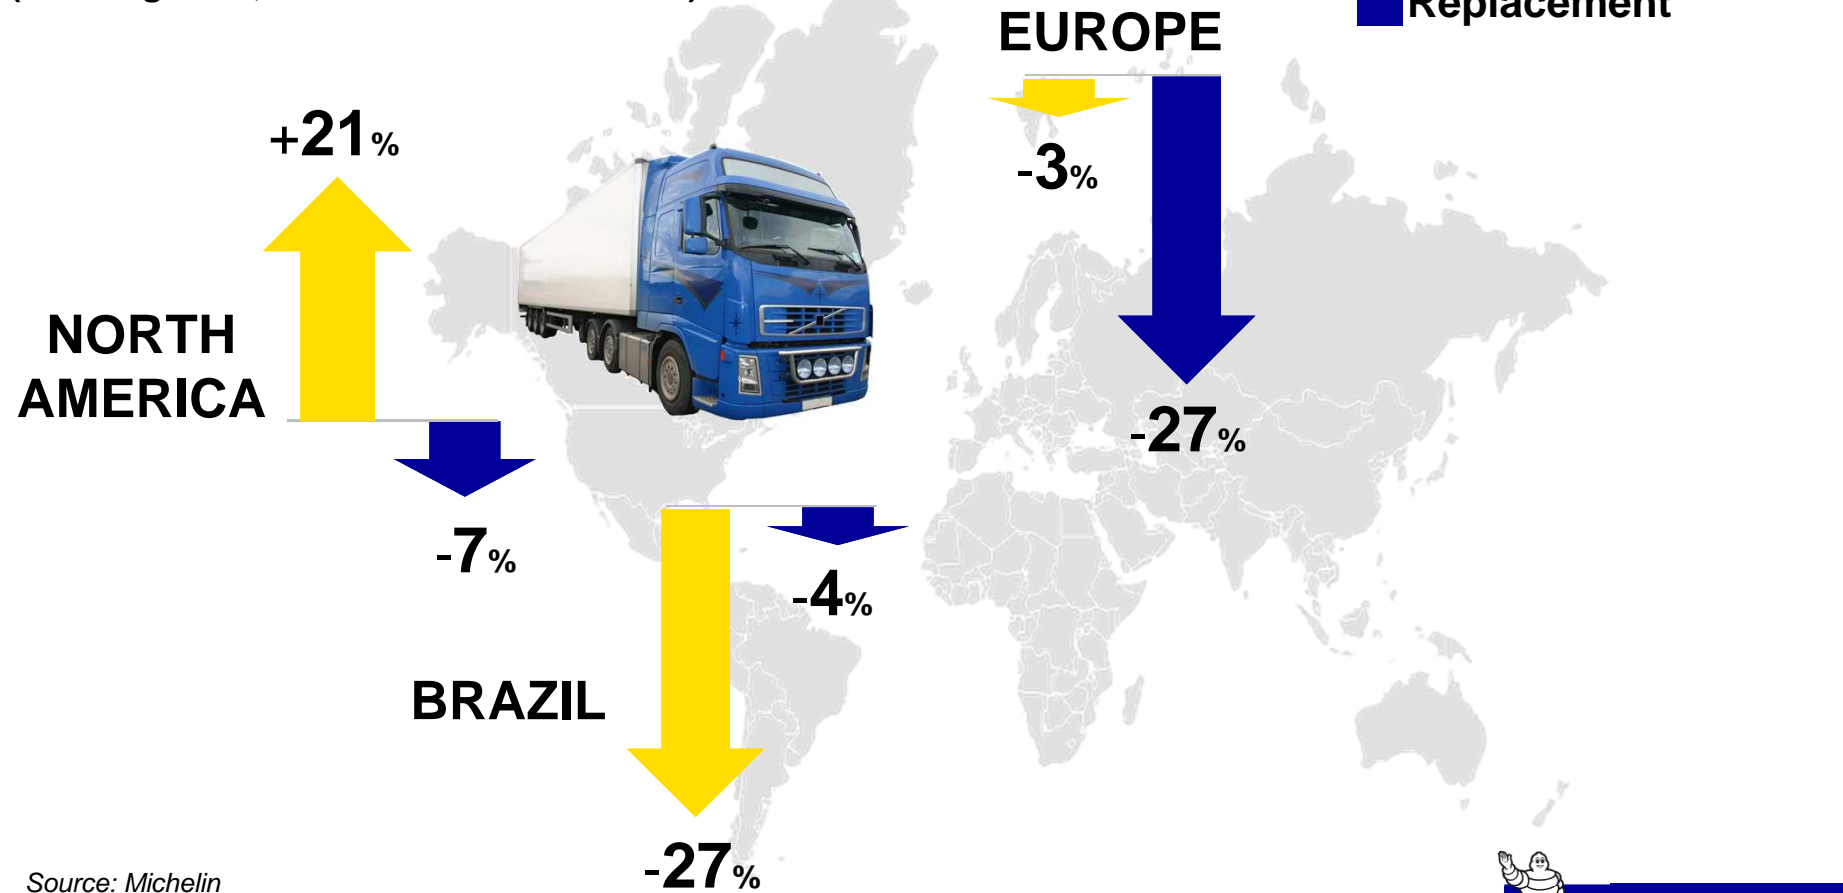 Replacement
EUROPE
+21%
-3%
NORTH
AMERICA
-27%
-7%
-4%
BRAZIL
-27%
Source: Michelin